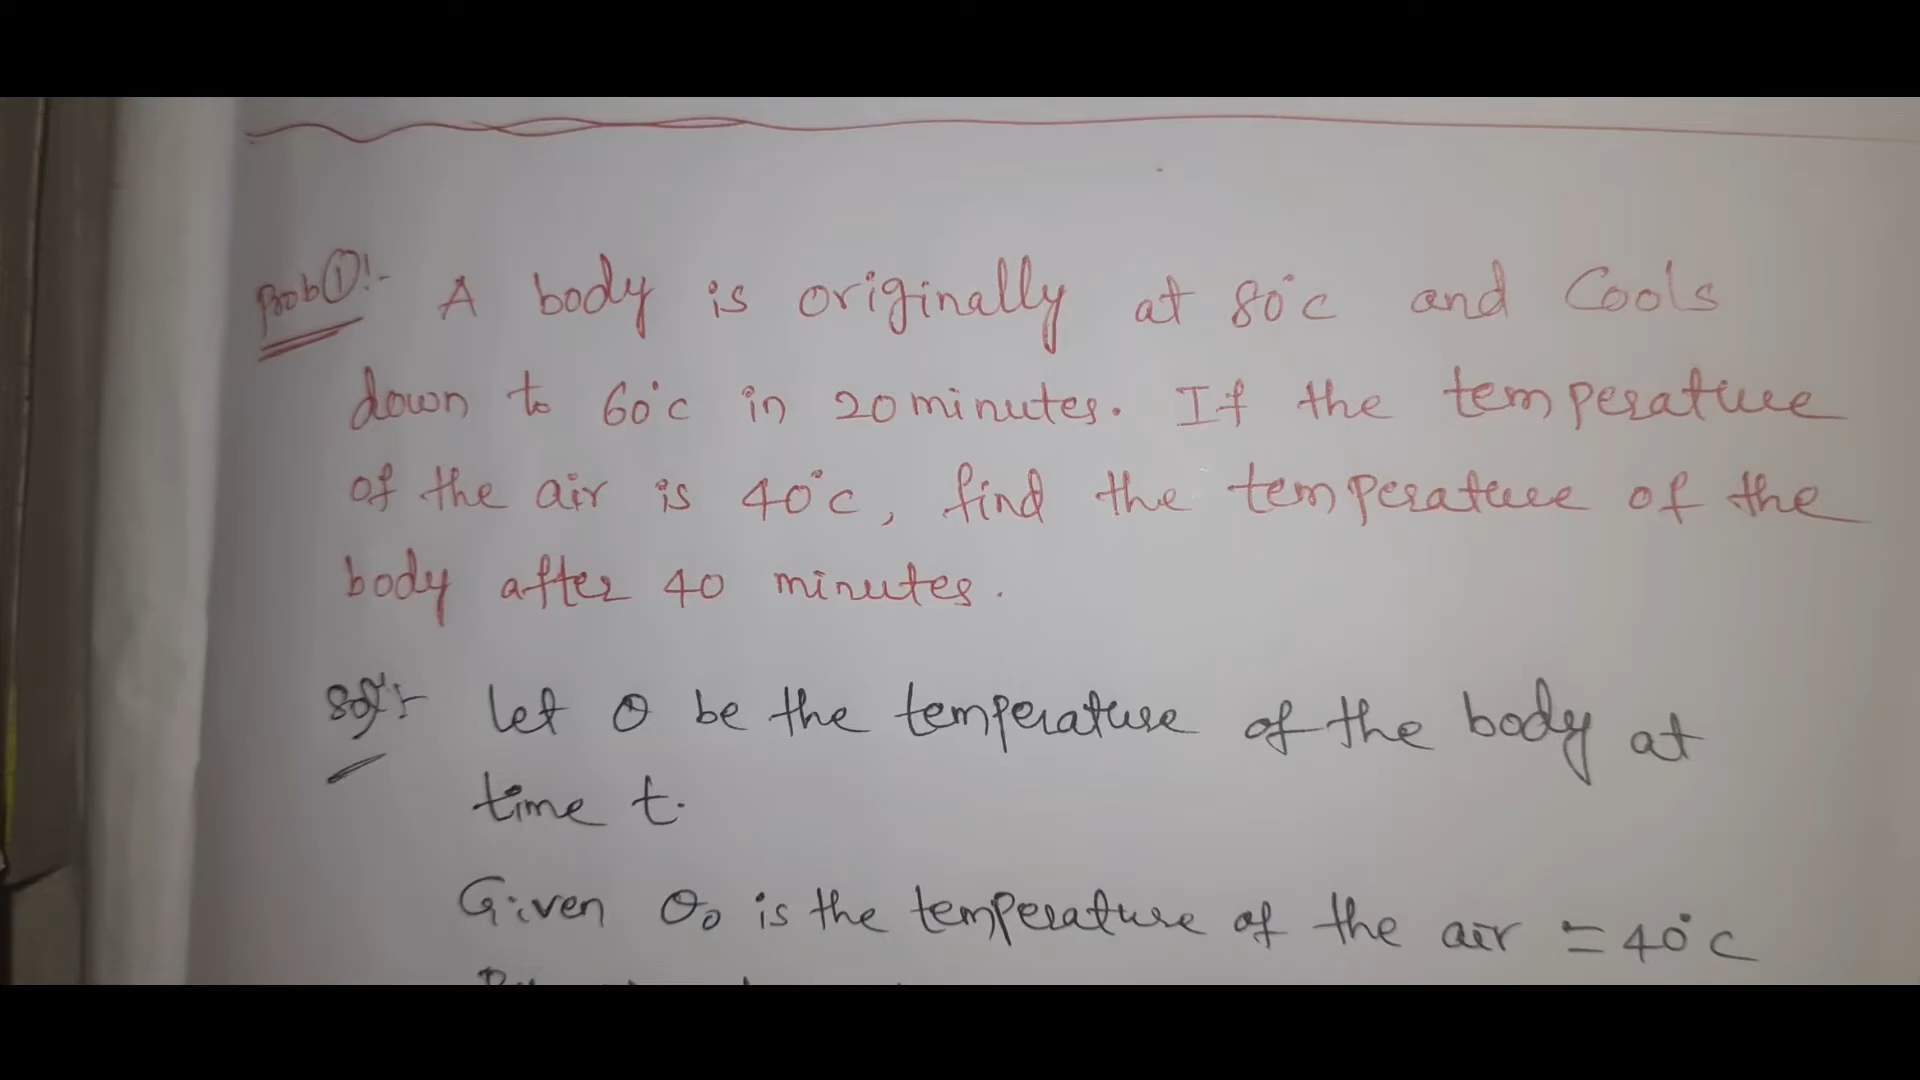 Prob①:- A body is originally at 80°c and Cools
down to 60°c in 20minutes. If the temperature
of the air is 40°c, find the temperature of the
body after 40 minutes.
Sol:- Let θ be the temperature of the body at
time t.
Given θ₀ is the temperature of the air = 40°c